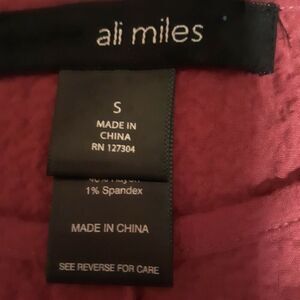 ali miles
S
MADE IN
CHINA
RN 127304
1% Spandex
MADE IN CHINA
SEE REVERSE FOR CARE